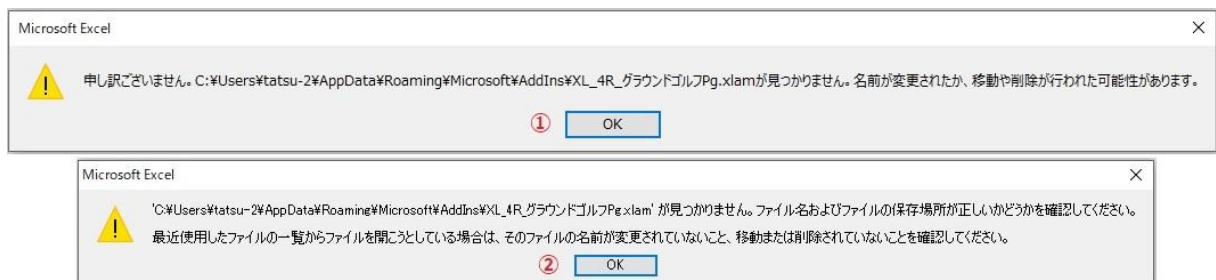 Microsoft Excel
申し訳ございません。C:¥Users¥tatsu-2¥AppData¥Roaming¥Microsoft¥AddIns¥XL_4R_グラウンドゴルフPg.xlamが見つかりません。名前が変更されたか、移動や削除が行われた可能性があります。
① OK
Microsoft Excel
'C:¥Users¥tatsu-2¥AppData¥Roaming¥Microsoft¥AddIns¥XL_4R_グラウンドゴルフPg.xlam' が見つかりません。ファイル名およびファイルの保存場所が正しいかどうかを確認してください。
最近使用したファイルの一覧からファイルを開こうとしている場合は、そのファイルの名前が変更されていないこと、移動または削除されていないことを確認してください。
② OK